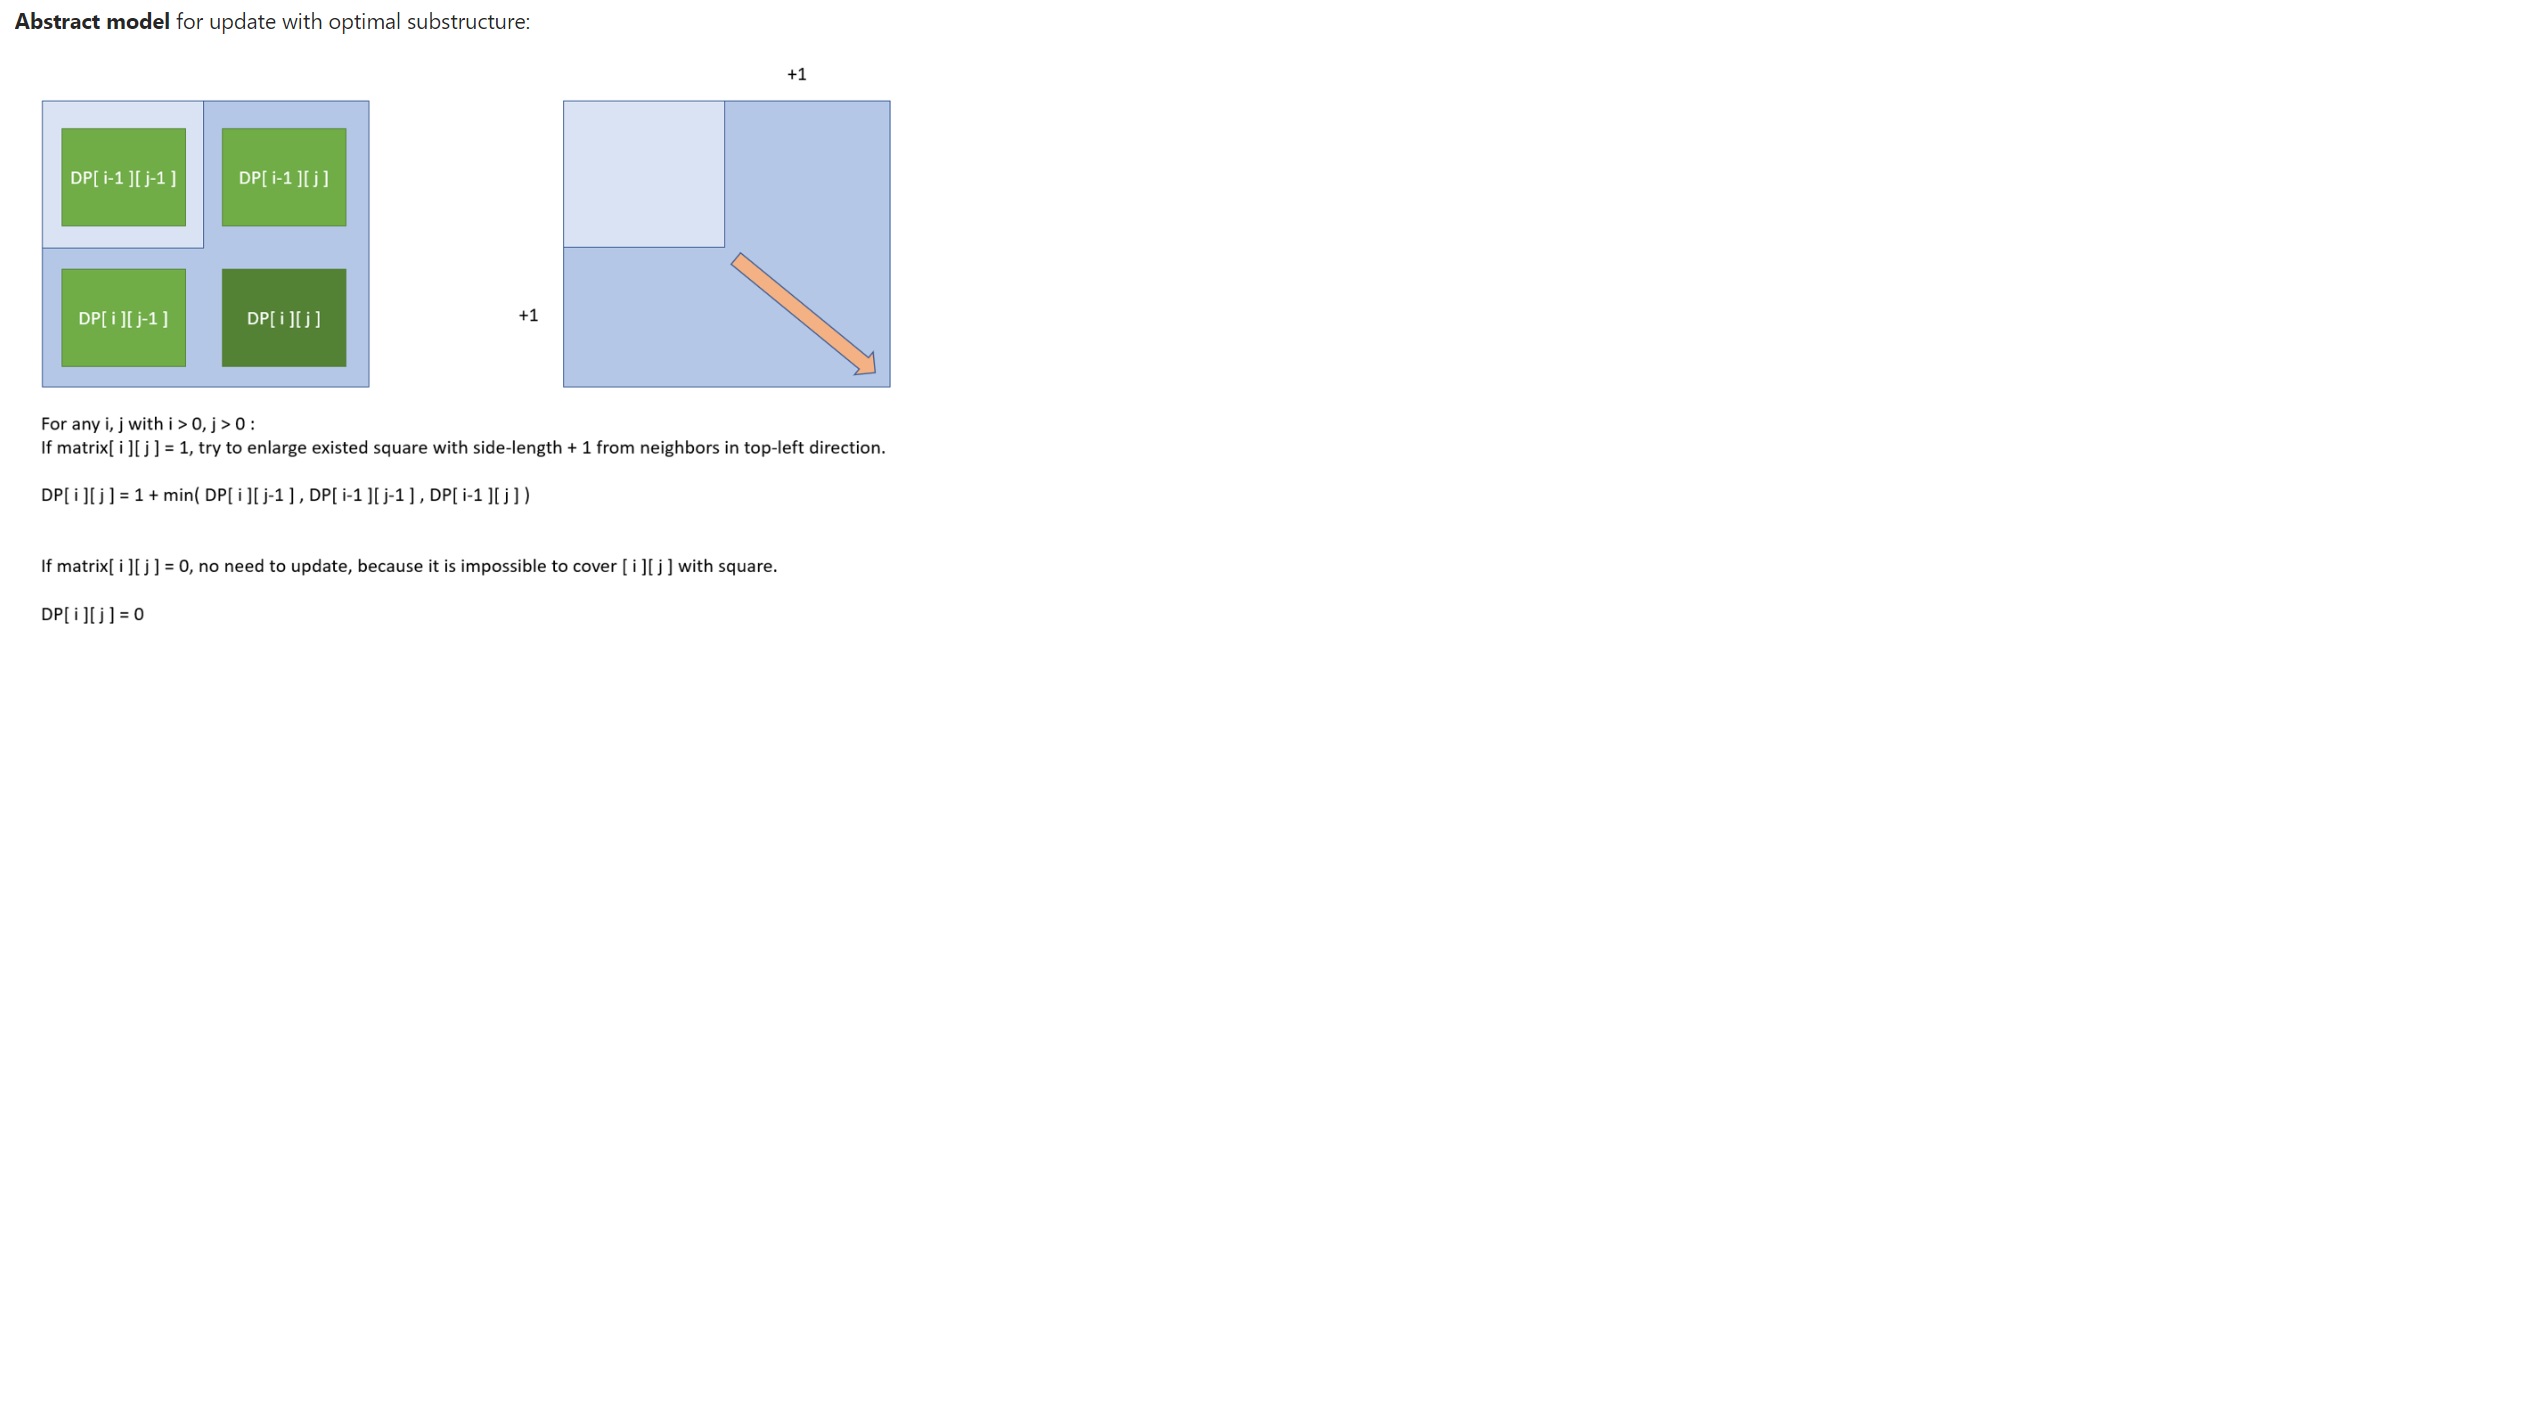 Abstract model for update with optimal substructure:
+1
DP[ i-1 ][ j-1 ]
DP[ i-1 ][ j ]
DP[ i ][ j-1 ]
DP[ i ][ j ]
+1
For any i, j with i > 0, j > 0 :
If matrix[ i ][ j ] = 1, try to enlarge existed square with side-length + 1 from neighbors in top-left direction.
DP[ i ][ j ] = 1 + min( DP[ i ][ j-1 ] , DP[ i-1 ][ j-1 ] , DP[ i-1 ][ j ] )
If matrix[ i ][ j ] = 0, no need to update, because it is impossible to cover [ i ][ j ] with square.
DP[ i ][ j ] = 0